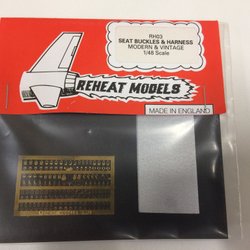 RH03
SEAT BUCKLES & HARNESS
MODERN & VINTAGE
1/48 Scale
REHEAT MODELS
MADE IN ENGLAND